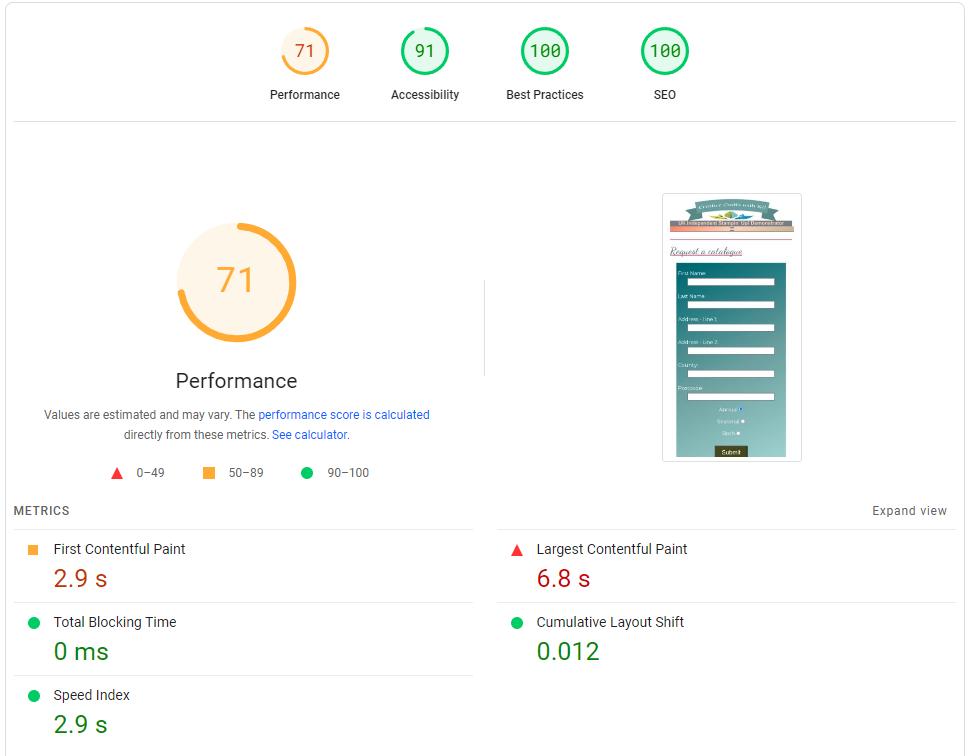 71 91 100 100
Performance Accessibility Best Practices SEO
71
Performance
Values are estimated and may vary. The performance score is calculated
directly from these metrics. See calculator.
0–49 50–89 90–100
UK Independent Stampin' Up! Demonstrator
Request a catalogue
First Name:
Last Name
Address - Line 1:
Address - Line 2:
County:
Postcode:
Annual
Seasonal
Both
Submit
METRICS
Expand view
First Contentful Paint
2.9 s
Largest Contentful Paint
6.8 s
Total Blocking Time
0 ms
Cumulative Layout Shift
0.012
Speed Index
2.9 s